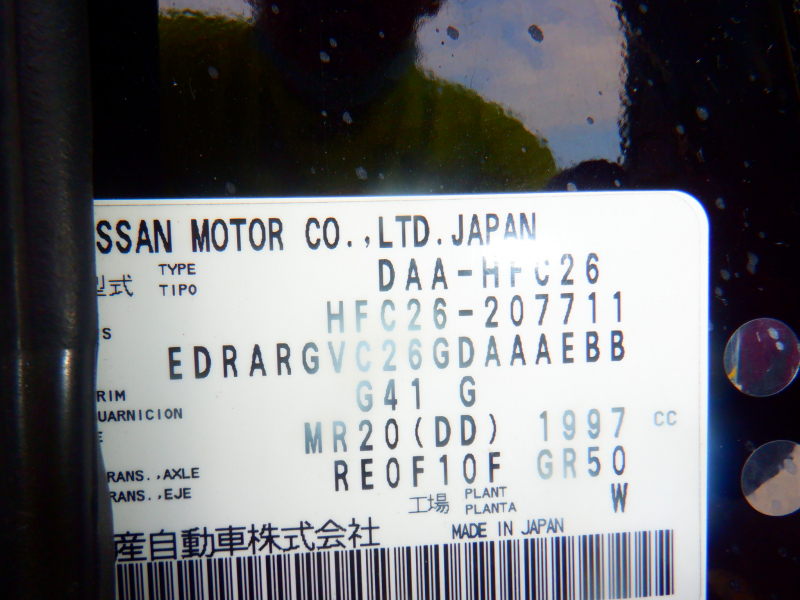 SSAN MOTOR CO.,LTD.JAPAN
型式 TYPE TIPO DAA-HFC26
S HFC26-207711
EDRARGVC26GDAAAEBB
RIM
UARNICION G41 G
E MR20(DD) 1997 CC
RANS.,AXLE
RANS.,EJE RE0F10F GR50
工場 PLANT PLANTA W
産自動車株式会社 MADE IN JAPAN